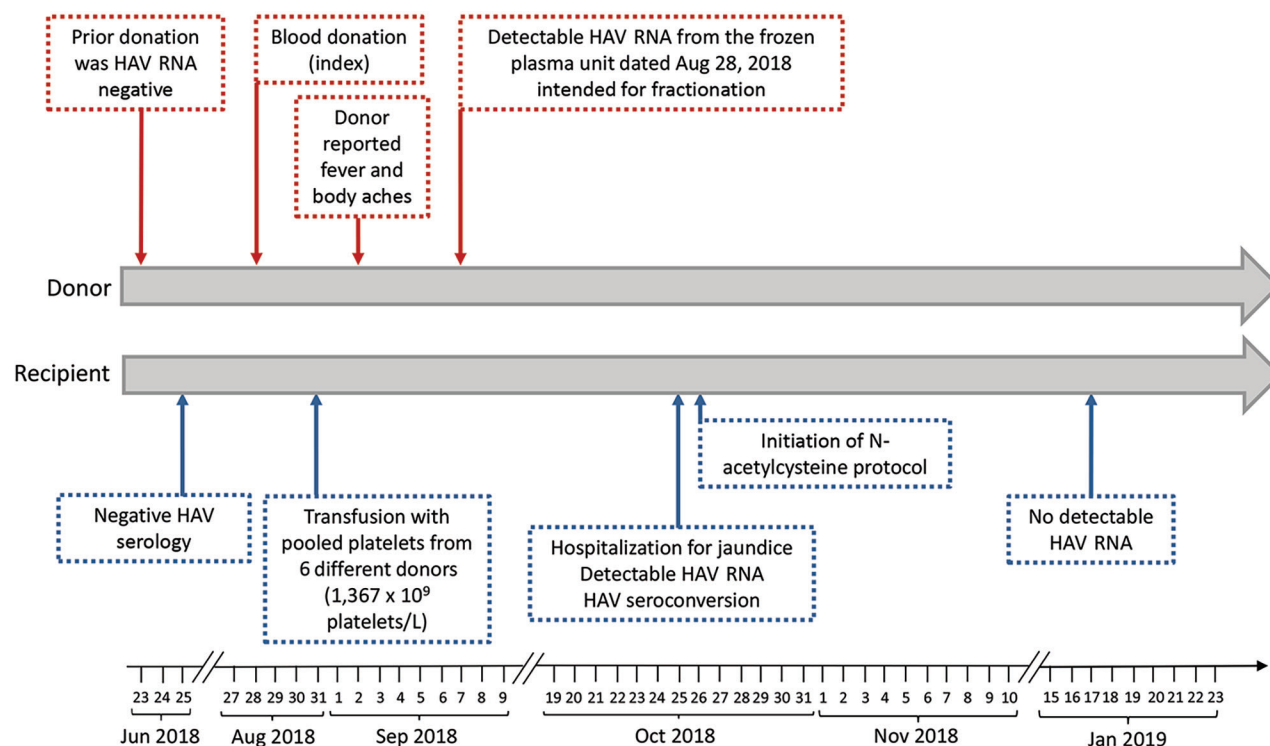 Prior donation
was HAV RNA
negative
Blood donation
(index)
Donor
reported
fever and
body aches
Detectable HAV RNA from the frozen
plasma unit dated Aug 28, 2018
intended for fractionation
Donor
Recipient
Negative HAV
serology
Transfusion with
pooled platelets from
6 different donors
(1,367 x 10⁹
platelets/L)
Hospitalization for jaundice
Detectable HAV RNA
HAV seroconversion
Initiation of N-
acetylcysteine protocol
No detectable
HAV RNA
23 24 25 27 28 29 30 31 1 2 3 4 5 6 7 8 9 19 20 21 22 23 24 25 26 27 28 29 30 31 1 2 3 4 5 6 7 8 9 10 15 16 17 18 19 20 21 22 23
Jun 2018 Aug 2018 Sep 2018 Oct 2018 Nov 2018 Jan 2019